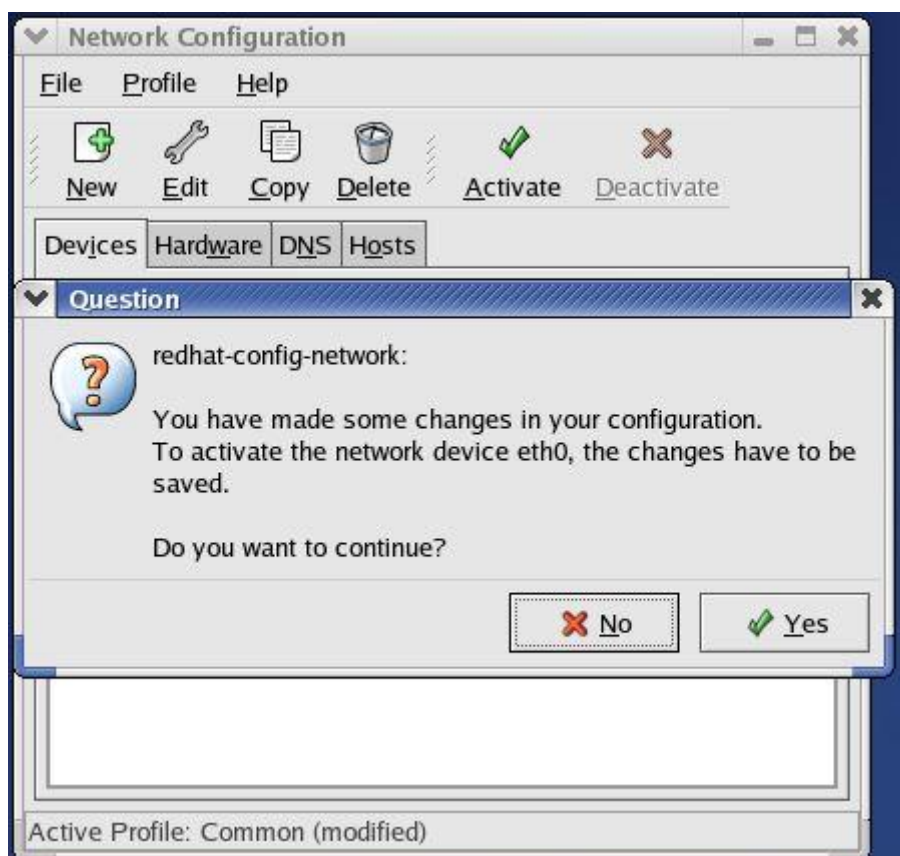 Network Configuration
File Profile Help
New Edit Copy Delete Activate Deactivate
Devices Hardware DNS Hosts
Question
redhat-config-network:
You have made some changes in your configuration.
To activate the network device eth0, the changes have to be
saved.
Do you want to continue?
No Yes
Active Profile: Common (modified)